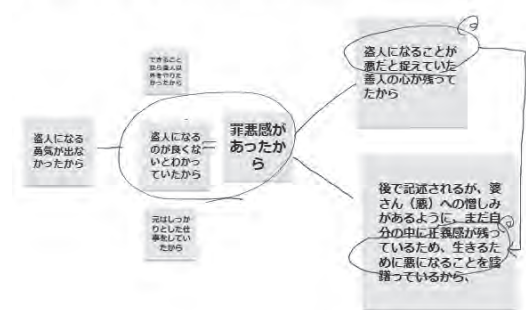 できること
なら盗人以
外をやりた
かったから
盗人になる
勇気が出な
かったから
盗人になる
のが良くな
いとわかっ
ていたから
罪悪感が
あったか
ら
元はしっか
りとした仕
事をしてい
たから
盗人になることが
悪だと捉えていた
善人の心が残って
たから
後で記述されるが、婆
さん（悪）への憎しみ
があるように、まだ自
分の中に正義感が残っ
ているため、生きるた
めに悪になることを躊
躇っているから、